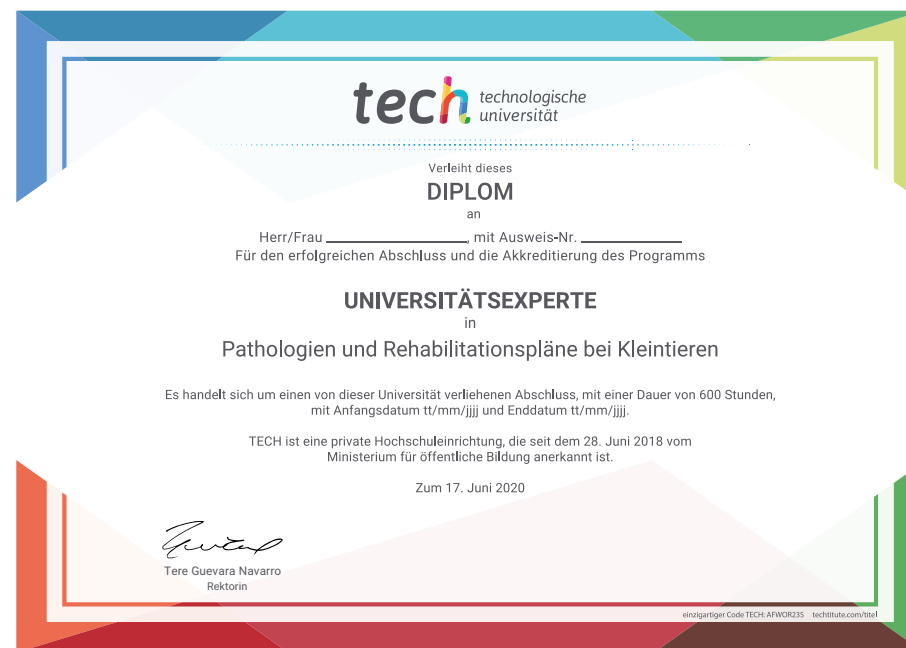 tech technologische
universität
Verleiht dieses
DIPLOM
an
Herr/Frau ____________________, mit Ausweis-Nr. ______________
Für den erfolgreichen Abschluss und die Akkreditierung des Programms
UNIVERSITÄTSEXPERTE
in
Pathologien und Rehabilitationspläne bei Kleintieren
Es handelt sich um einen von dieser Universität verliehenen Abschluss, mit einer Dauer von 600 Stunden,
mit Anfangsdatum tt/mm/jjjj und Enddatum tt/mm/jjjj.
TECH ist eine private Hochschuleinrichtung, die seit dem 28. Juni 2018 vom
Ministerium für öffentliche Bildung anerkannt ist.
Zum 17. Juni 2020
Tere Guevara Navarro
Rektorin
einzigartiger Code TECH: AFWOR23S techtitute.com/titel